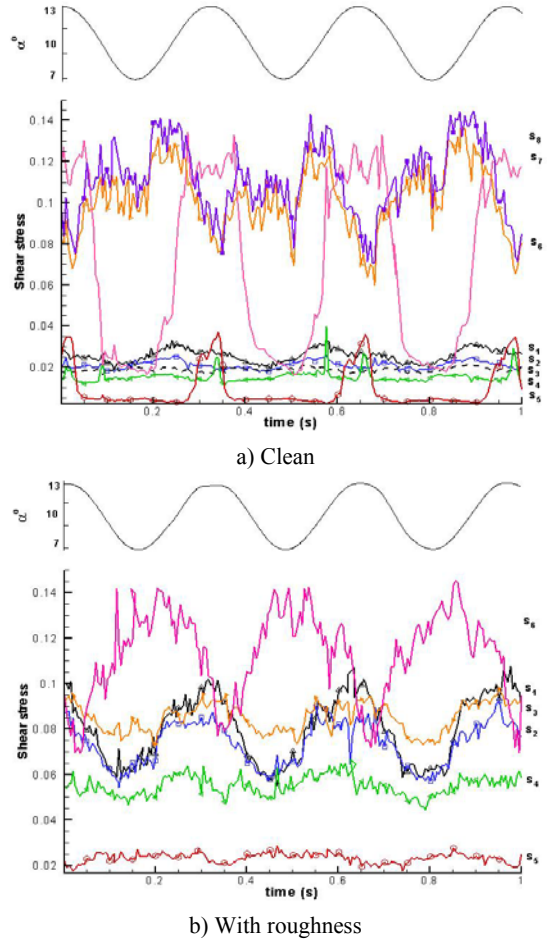 13
α°
10
7
0.14
S8
S7
0.12
0.1
Shear stress
0.08
S6
0.06
0.04
S1
S2
0.02
S3
S4
S5
0.2 0.4 0.6 0.8 1
time (s)
a) Clean
13
α°
10
7
0.14
S6
0.12
0.1
S1
S3
Shear stress
0.08
S2
0.06
S4
0.04
0.02
S5
0.2 0.4 0.6 0.8 1
time (s)
b) With roughness